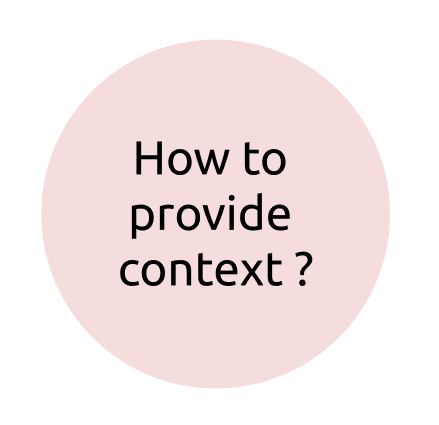 How to
provide
context ?